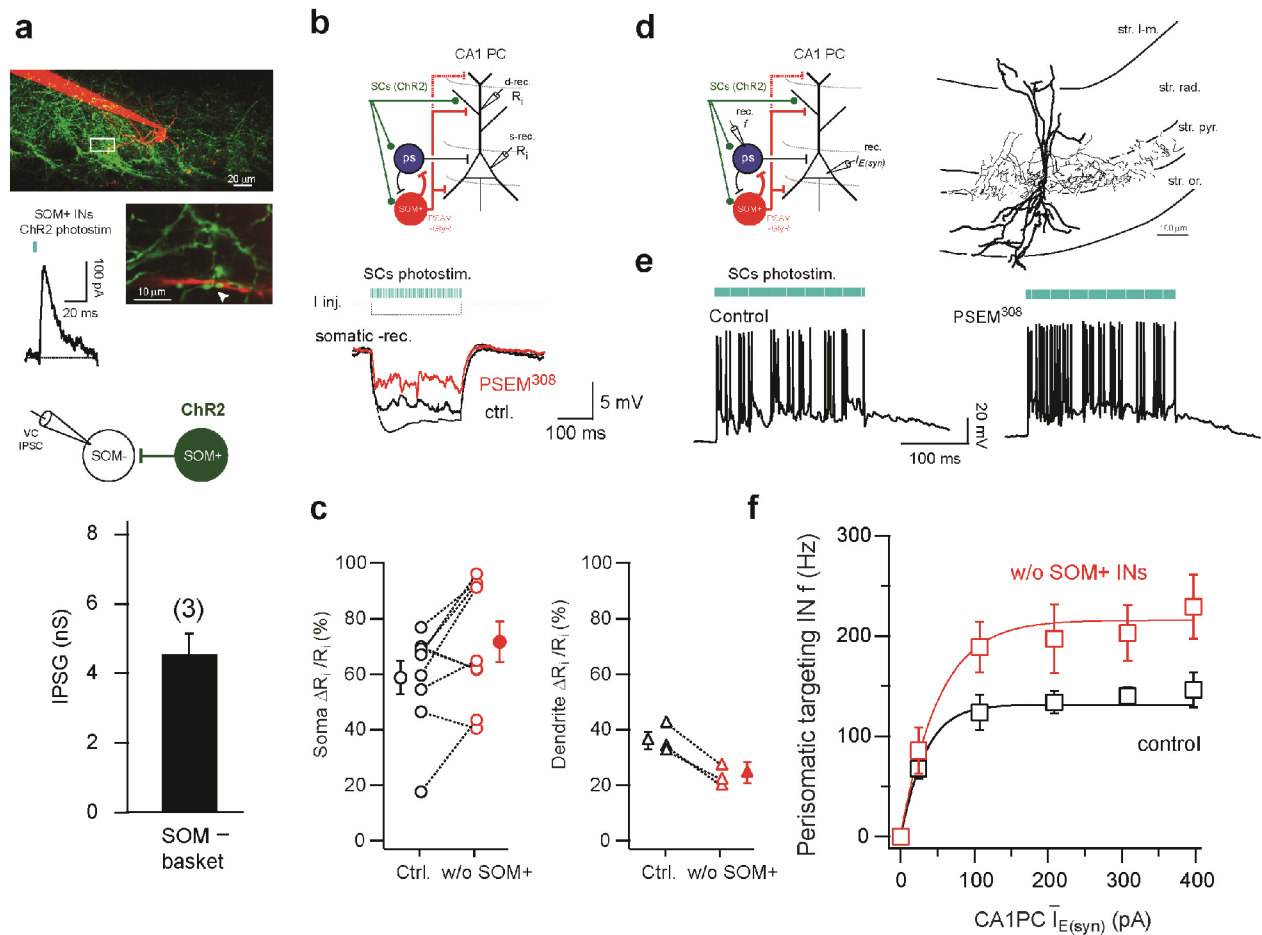 a
20 μm
SOM+ INs
ChR2 photostim
100 pA
20 ms
10 μm
ChR2
VC
IPSC
SOM-
SOM+
8
6
4
2
0
IPSG (nS)
(3)
SOM –
basket
b
CA1 PC
SCs (ChR2)
d-rec.
Ri
s-rec.
Ri
ps
SOM+
PSAM
-GlyR
SCs photostim.
I inj.
somatic -rec.
PSEM308
ctrl.
5 mV
100 ms
c
100
80
60
40
20
0
Soma ΔRi /Ri (%)
Ctrl. w/o SOM+
100
80
60
40
20
0
Dendrite ΔRi /Ri (%)
Ctrl. w/o SOM+
d
CA1 PC
SCs (ChR2)
rec.
f
ps
rec.
IE(syn)
SOM+
PSAM
-GlyR
str. l-m.
str. rad.
str. pyr.
str. or.
100 μm
e
SCs photostim.
Control
PSEM308
20 mV
100 ms
f
300
200
100
0
Perisomatic targeting IN f (Hz)
w/o SOM+ INs
control
0 100 200 300 400
CA1PC ĪE(syn) (pA)